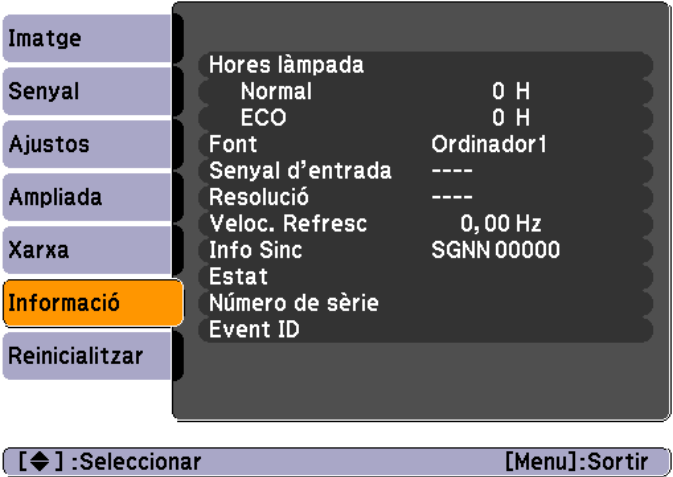 Imatge
Senyal
Ajustos
Ampliada
Xarxa
Informació
Reinicialitzar
Hores làmpada
Normal 0 H
ECO 0 H
Font Ordinador1
Senyal d'entrada ----
Resolució ----
Veloc. Refresc 0,00 Hz
Info Sinc SGNN 00000
Estat
Número de sèrie
Event ID
[◆] :Seleccionar [Menu]:Sortir